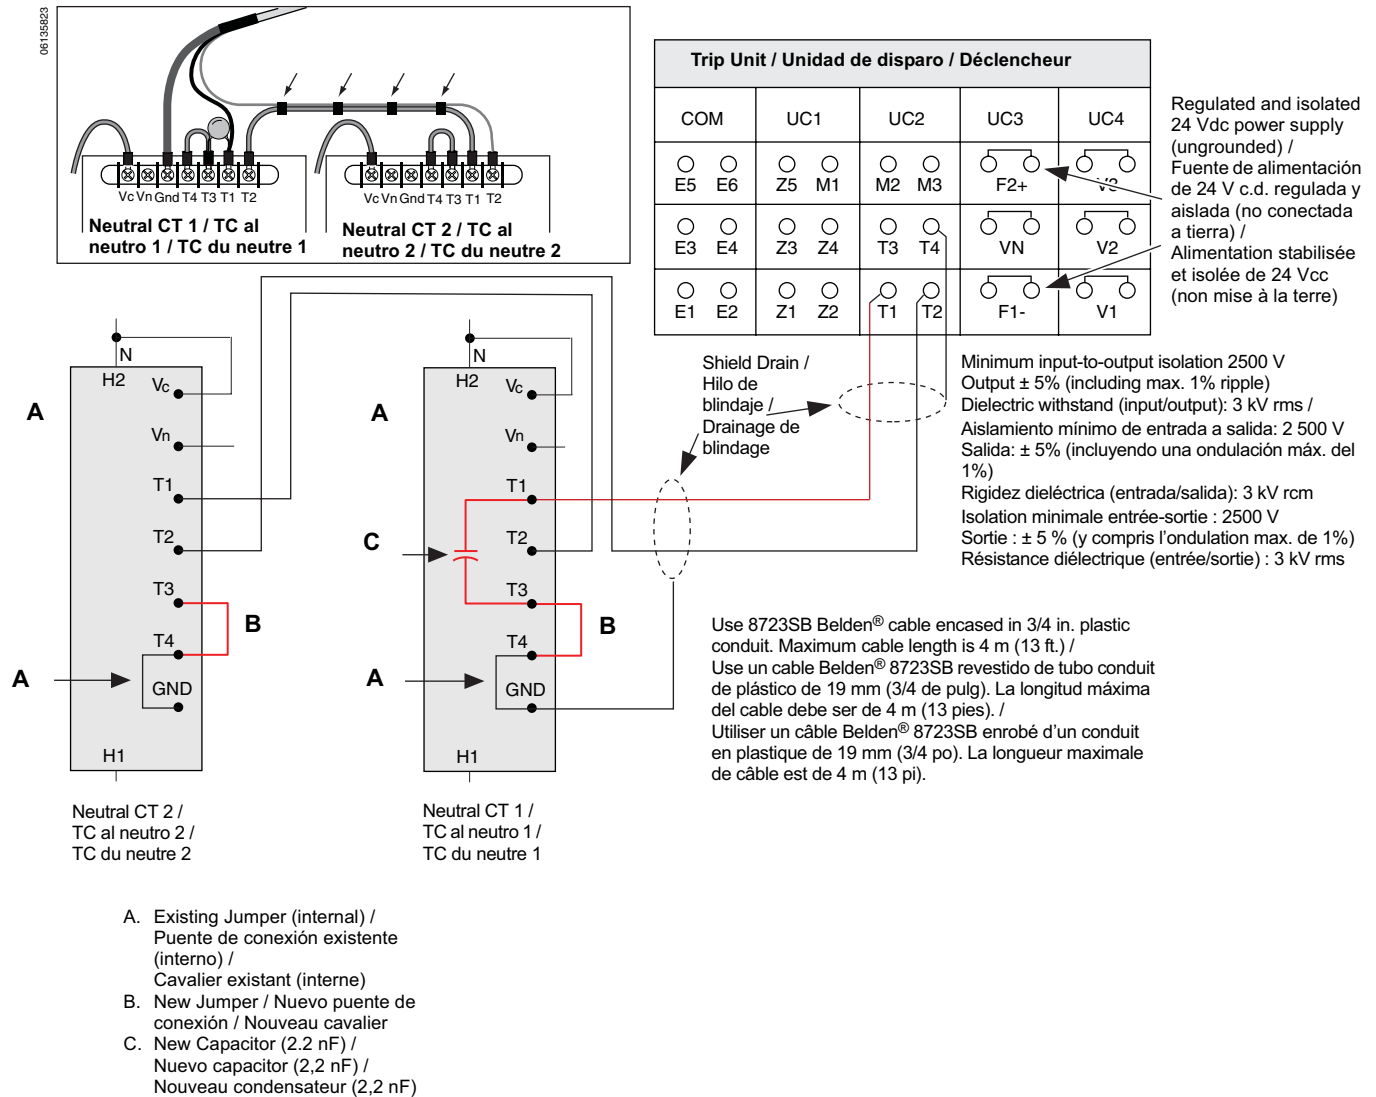 06135823
Vc Vn Gnd T4 T3 T1 T2
Neutral CT 1 / TC al
neutro 1 / TC du neutre 1
Vc Vn Gnd T4 T3 T1 T2
Neutral CT 2 / TC al
neutro 2 / TC du neutre 2
Trip Unit / Unidad de disparo / Déclencheur
COM UC1 UC2 UC3 UC4
E5 E6 Z5 M1 M2 M3 F2+ V3
E3 E4 Z3 Z4 T3 T4 VN V2
E1 E2 Z1 Z2 T1 T2 F1- V1
Regulated and isolated
24 Vdc power supply
(ungrounded) /
Fuente de alimentación
de 24 V c.d. regulada y
aislada (no conectada
a tierra) /
Alimentation stabilisée
et isolée de 24 Vcc
(non mise à la terre)
Shield Drain /
Hilo de
blindaje /
Drainage de
blindage
Minimum input-to-output isolation 2500 V
Output ± 5% (including max. 1% ripple)
Dielectric withstand (input/output): 3 kV rms /
Aislamiento mínimo de entrada a salida: 2 500 V
Salida: ± 5% (incluyendo una ondulación máx. del
1%)
Rigidez dieléctrica (entrada/salida): 3 kV rcm
Isolation minimale entrée-sortie : 2500 V
Sortie : ± 5 % (y compris l'ondulation max. de 1%)
Résistance diélectrique (entrée/sortie) : 3 kV rms
N
H2
Vc
A
Vn
T1
T2
T3
B
T4
A
GND
H1
Neutral CT 2 /
TC al neutro 2 /
TC du neutre 2
N
H2
Vc
A
Vn
T1
T2
C
T3
B
T4
A
GND
H1
Neutral CT 1 /
TC al neutro 1 /
TC du neutre 1
Use 8723SB Belden® cable encased in 3/4 in. plastic
conduit. Maximum cable length is 4 m (13 ft.) /
Use un cable Belden® 8723SB revestido de tubo conduit
de plástico de 19 mm (3/4 de pulg). La longitud máxima
del cable debe ser de 4 m (13 pies). /
Utiliser un câble Belden® 8723SB enrobé d'un conduit
en plastique de 19 mm (3/4 po). La longueur maximale
de câble est de 4 m (13 pi).
A. Existing Jumper (internal) /
Puente de conexión existente
(interno) /
Cavalier existant (interne)
B. New Jumper / Nuevo puente de
conexión / Nouveau cavalier
C. New Capacitor (2.2 nF) /
Nuevo capacitor (2,2 nF) /
Nouveau condensateur (2,2 nF)